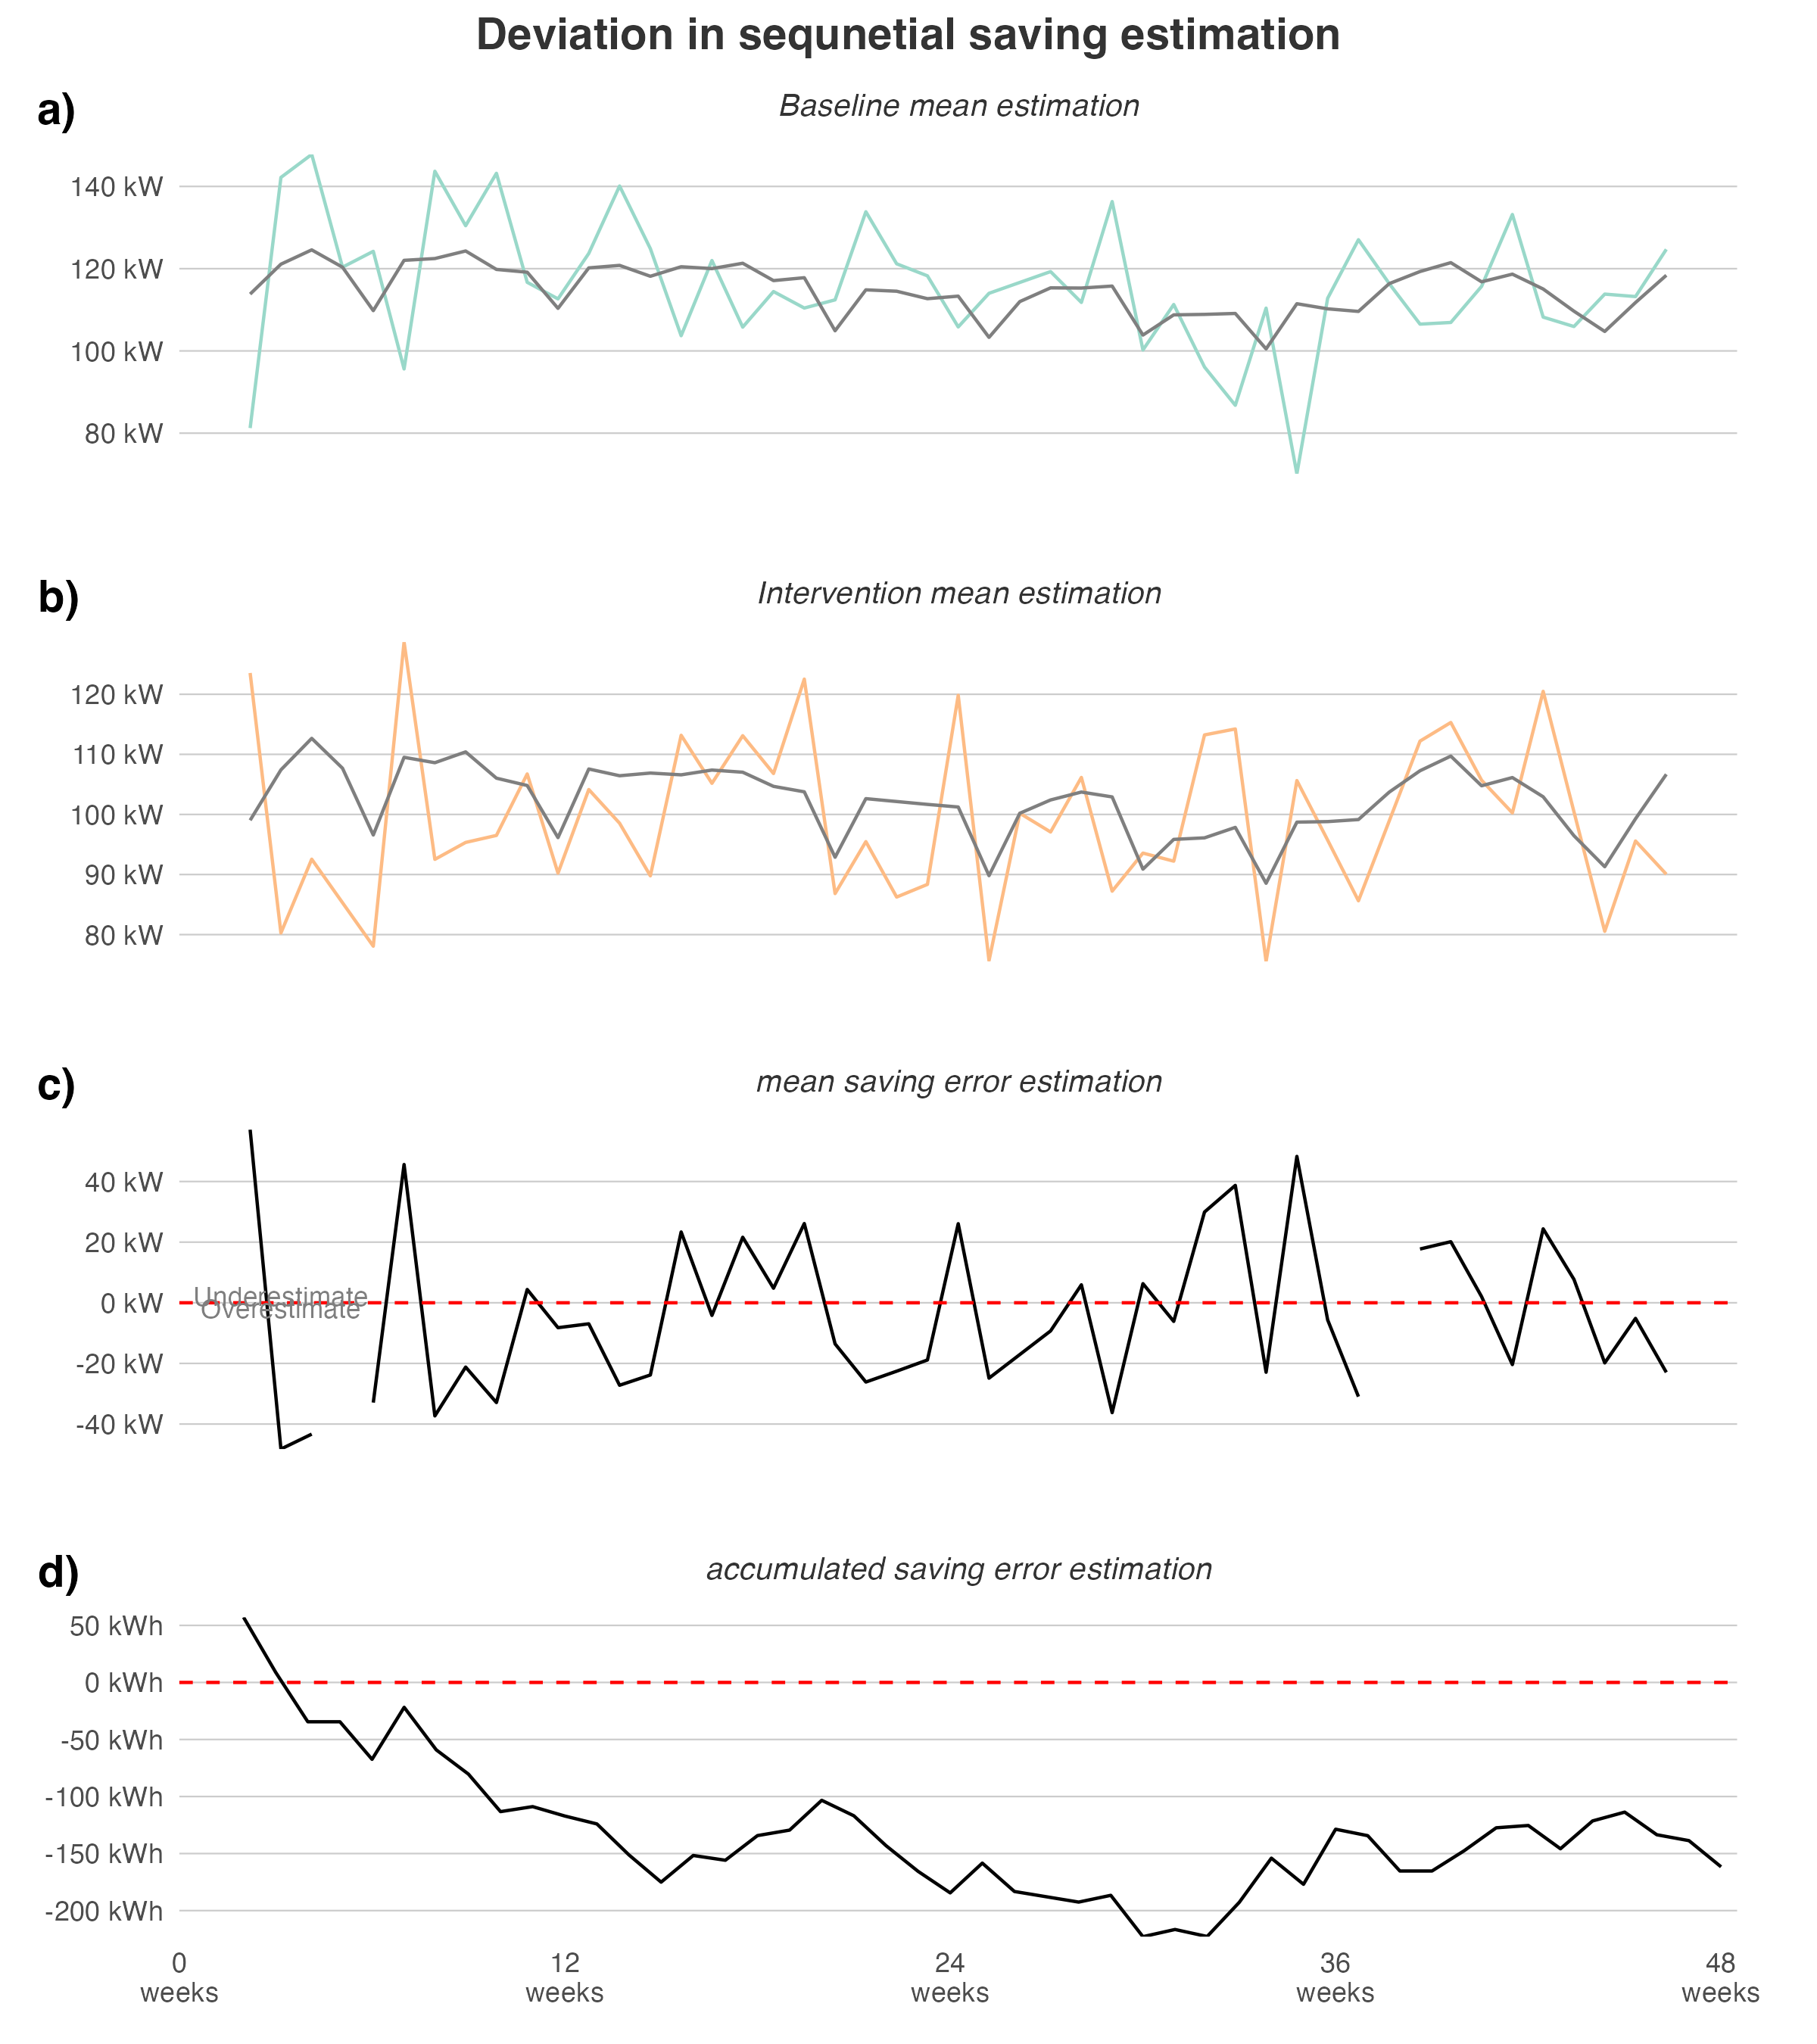 Deviation in sequnetial saving estimation
a)
Baseline mean estimation
140 kW
120 kW
100 kW
80 kW
b)
Intervention mean estimation
120 kW
110 kW
100 kW
90 kW
80 kW
c)
mean saving error estimation
40 kW
20 kW
Underestimate
0 kW
Overestimate
-20 kW
-40 kW
d)
accumulated saving error estimation
50 kWh
0 kWh
-50 kWh
-100 kWh
-150 kWh
-200 kWh
0 12 24 36 48
weeks weeks weeks weeks weeks